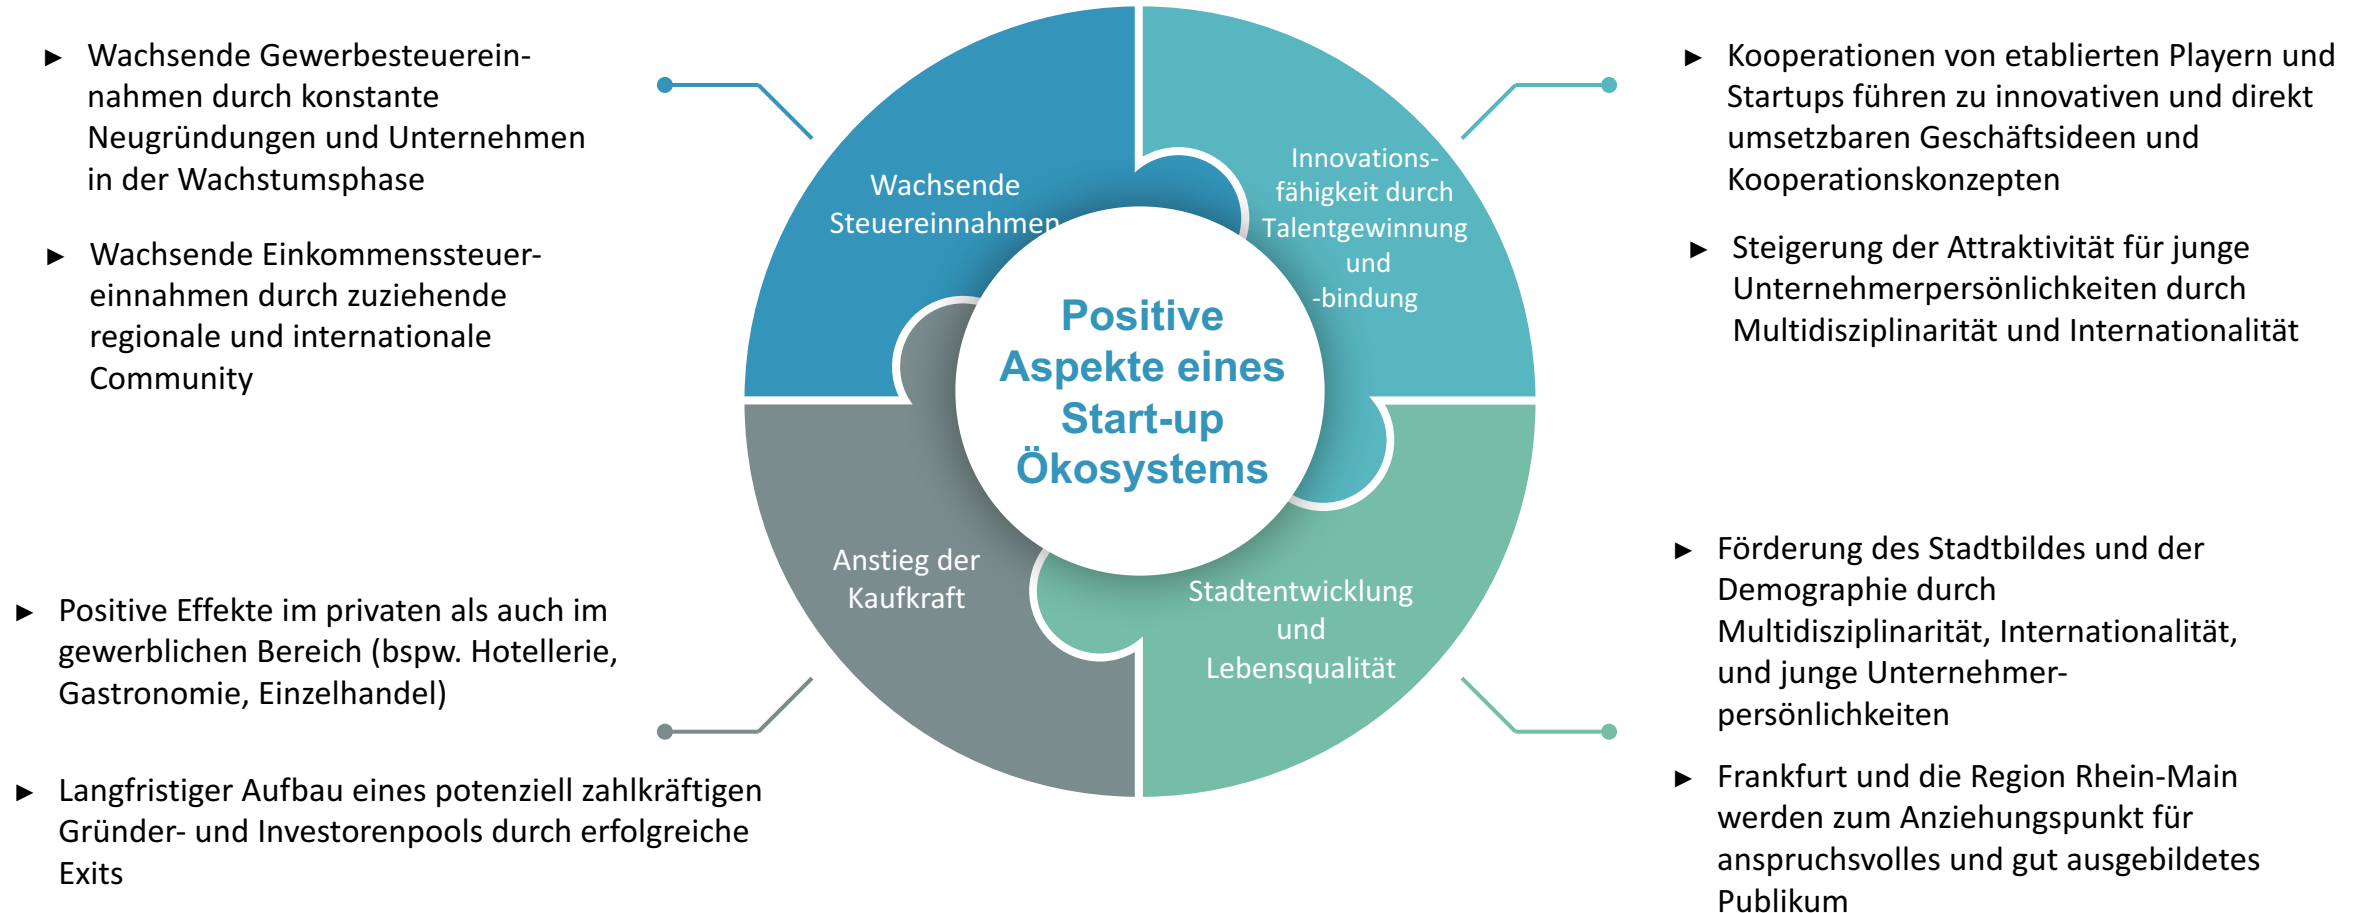 ► Wachsende Gewerbesteuerein-
nahmen durch konstante
Neugründungen und Unternehmen
in der Wachstumsphase
► Wachsende Einkommenssteuer-
einnahmen durch zuziehende
regionale und internationale
Community
Wachsende
Steuereinnahmen
Innovations-
fähigkeit durch
Talentgewinnung
und
-bindung
► Kooperationen von etablierten Playern und
Startups führen zu innovativen und direkt
umsetzbaren Geschäftsideen und
Kooperationskonzepten
► Steigerung der Attraktivität für junge
Unternehmerpersönlichkeiten durch
Multidisziplinarität und Internationalität
Positive
Aspekte eines
Start-up
Ökosystems
► Positive Effekte im privaten als auch im
gewerblichen Bereich (bspw. Hotellerie,
Gastronomie, Einzelhandel)
► Langfristiger Aufbau eines potenziell zahlkräftigen
Gründer- und Investorenpools durch erfolgreiche
Exits
Anstieg der
Kaufkraft
Stadtentwicklung
und
Lebensqualität
► Förderung des Stadtbildes und der
Demographie durch
Multidisziplinarität, Internationalität,
und junge Unternehmer-
persönlichkeiten
► Frankfurt und die Region Rhein-Main
werden zum Anziehungspunkt für
anspruchsvolles und gut ausgebildetes
Publikum